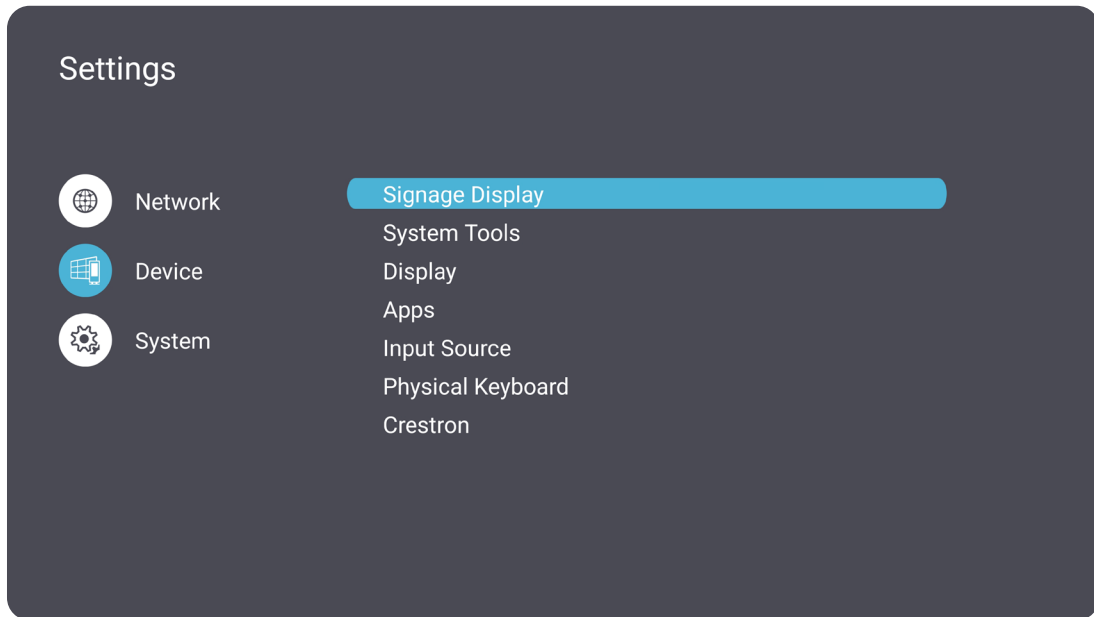 Settings
Network
Device
System
Signage Display
System Tools
Display
Apps
Input Source
Physical Keyboard
Crestron